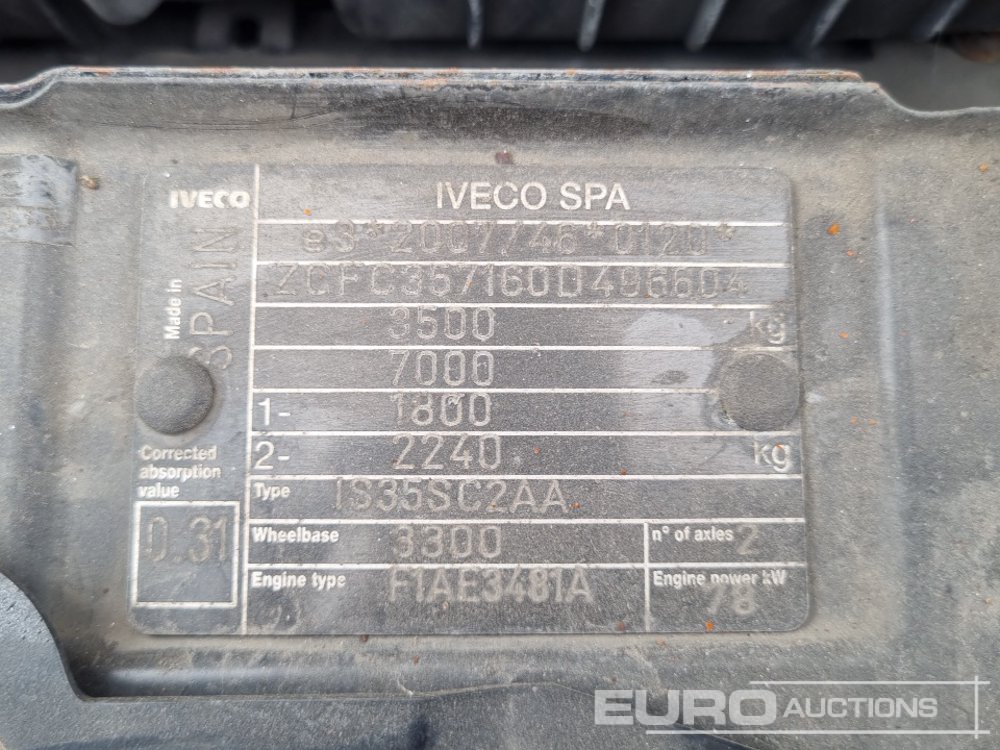 IVECO
IVECO SPA
Made in
SPAIN
e3*2007/46*0120*
ZCFC357160D496604
3500 kg
7000
1- 1800
2- 2240 kg
Corrected
absorption
value
0.31
Type IS35SC2AA
Wheelbase 3300
n° of axles 2
Engine type F1AE3481A
Engine power kW
78
EURO AUCTIONS